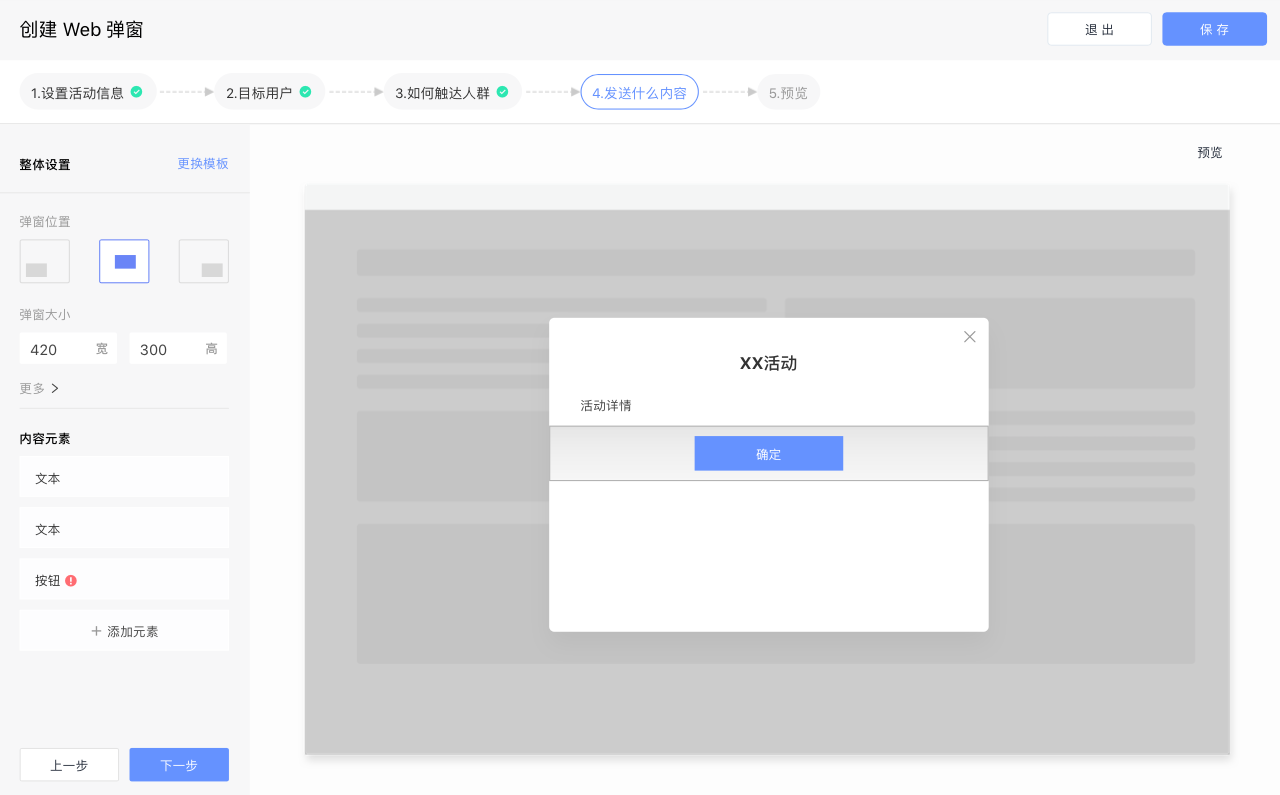 创建 Web 弹窗
退 出
保 存
1.设置活动信息
2.目标用户
3.如何触达人群
4.发送什么内容
5.预览
整体设置
更换模板
预览
弹窗位置
弹窗大小
420 宽
300 高
更多
内容元素
文本
文本
按钮
添加元素
上一步
下一步
XX活动
活动详情
确定